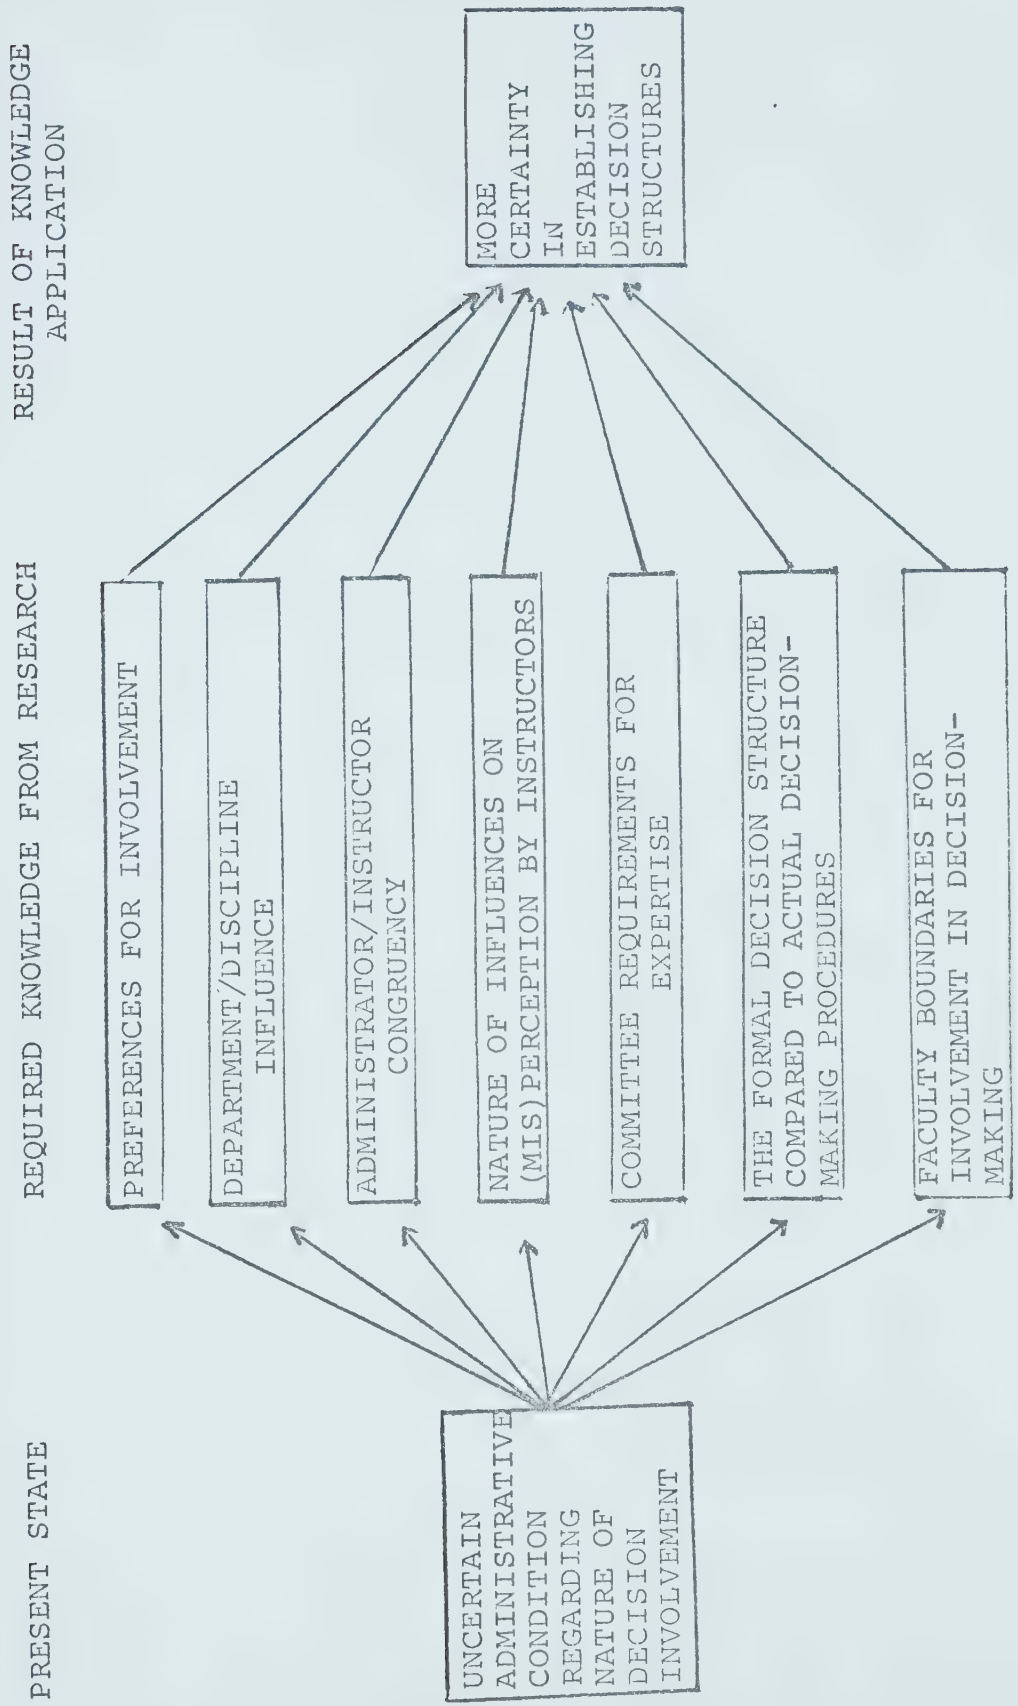 PRESENT STATE
REQUIRED KNOWLEDGE FROM RESEARCH
RESULT OF KNOWLEDGE
APPLICATION
UNCERTAIN
ADMINISTRATIVE
CONDITION
REGARDING
NATURE OF
DECISION
INVOLVEMENT
PREFERENCES FOR INVOLVEMENT
DEPARTMENT/DISCIPLINE
INFLUENCE
ADMINISTRATOR/INSTRUCTOR
CONGRUENCY
NATURE OF INFLUENCES ON
(MIS)PERCEPTION BY INSTRUCTORS
COMMITTEE REQUIREMENTS FOR
EXPERTISE
THE FORMAL DECISION STRUCTURE
COMPARED TO ACTUAL DECISION-
MAKING PROCEDURES
FACULTY BOUNDARIES FOR
INVOLVEMENT IN DECISION-
MAKING
MORE
CERTAINTY
IN
ESTABLISHING
DECISION
STRUCTURES